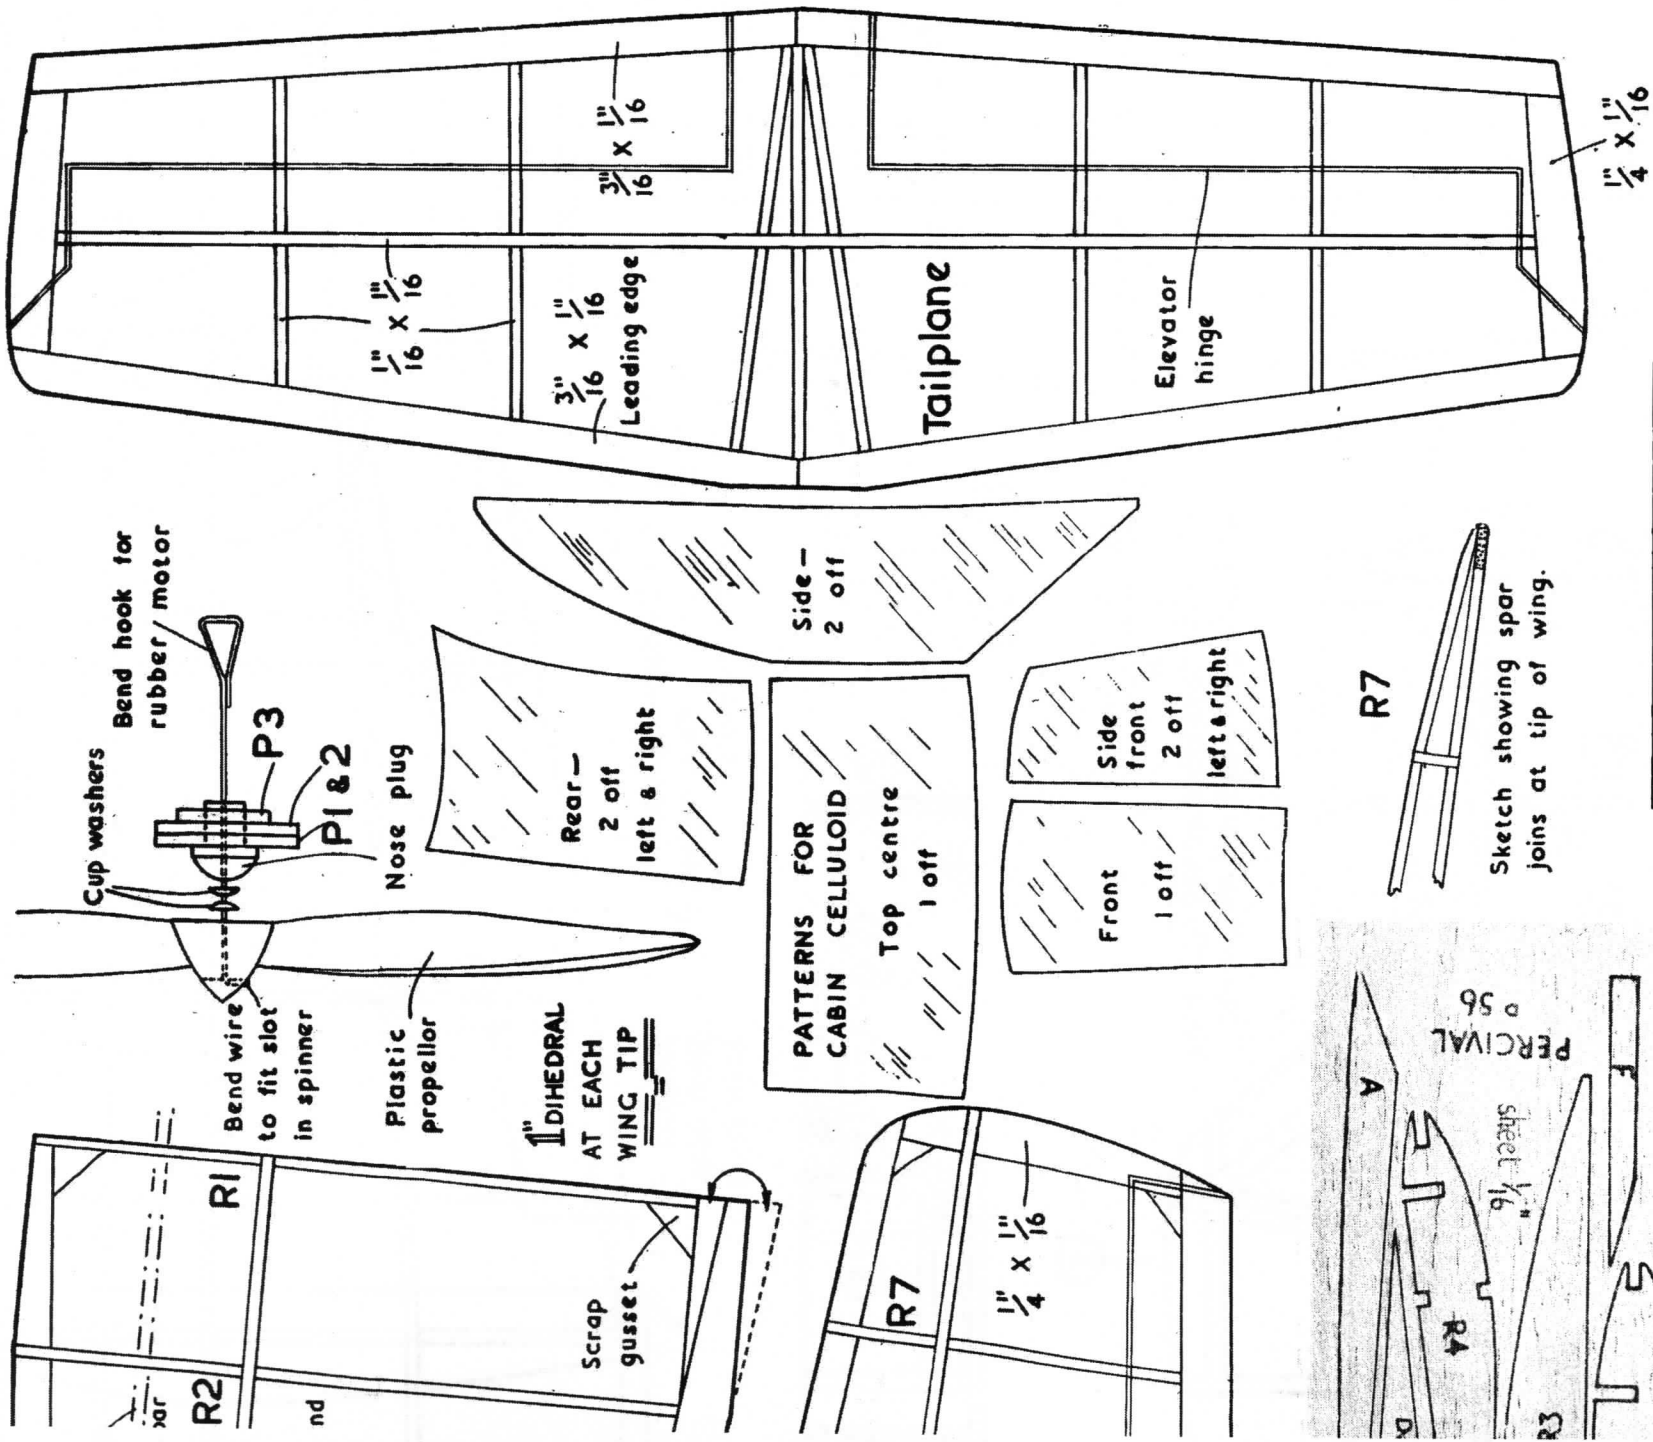 3/16" x 1/16"
1/4" x 1/16"
1/16" x 1/16"
3/16" x 1/16"
Leading edge
Tailplane
Elevator
hinge
Bend hook for
rubber motor
Cup washers
P3
P1 & 2
Nose plug
Bend wire
to fit slot
in spinner
Plastic
propellor
1" DIHEDRAL
AT EACH
WING TIP
Side –
2 off
Rear –
2 off
left & right
PATTERNS FOR
CABIN CELLULOID
Top centre
1 off
Side
front
2 off
left & right
Front
1 off
R7
Sketch showing spar
joins at tip of wing.
R1
R2
nd
Scrap
gusset
R7
1/4" x 1/16"
PERCIVAL
P 56
sheet 1/16"
A
F
R4
R3